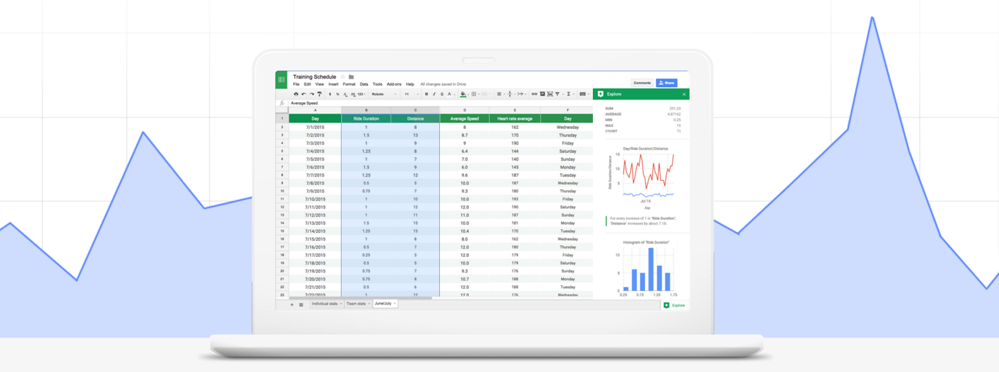 Training Schedule
File Edit View Insert Format Data Tools Add-ons Help All changes saved in Drive
Comments Share
$ % .0 .00 123 Roboto 11 B I S A Σ
Explore ×
fx Average Speed
A B C D E F
1 Day Ride Duration Distance Average Speed Heart rate average Day
2 7/1/2015 1 8 8 162 Wednesday
3 7/2/2015 1.5 13 8.7 170 Thursday
4 7/3/2015 1 9 9 190 Friday
5 7/4/2015 1.25 8 6.4 144 Saturday
6 7/5/2015 1 7 7.0 140 Sunday
7 7/6/2015 1.5 9 6.0 145 Monday
8 7/7/2015 1.25 12 9.6 187 Tuesday
9 7/8/2015 0.5 5 10.0 187 Wednesday
10 7/9/2015 0.75 7 9.3 180 Thursday
11 7/10/2015 1 10 10.0 193 Friday
12 7/11/2015 1 12 12.0 190 Saturday
13 7/12/2015 1 11 11.0 187 Sunday
14 7/13/2015 1.5 15 10.0 181 Monday
15 7/14/2015 1.25 13 10.4 170 Tuesday
16 7/15/2015 1 8 8.0 162 Wednesday
17 7/16/2015 0.5 7 12.0 180 Thursday
18 7/17/2015 0.25 3 12.0 179 Friday
19 7/18/2015 0.5 5 10.0 179 Saturday
20 7/19/2015 0.75 7 9.3 176 Sunday
21 7/20/2015 0.75 8 10.7 188 Monday
22 7/21/2015 0.5 6 12.0 188 Tuesday
23 7/22/2015 1 12 12.0 176 Wednesday
+ Individual stats Team stats June/July
SUM 351.23
AVERAGE 4.87162
MIN 0.25
MAX 15
COUNT
Day/Ride Duration/Distance
Ride Duration/Distance
15
10
5
Jul 15
Day
For every increase of 1 in "Ride Duration",
"Distance" increases by about 7.18.
Histogram of "Ride Duration"
10
5
0
0.25 0.75 1.25 1.75
Explore